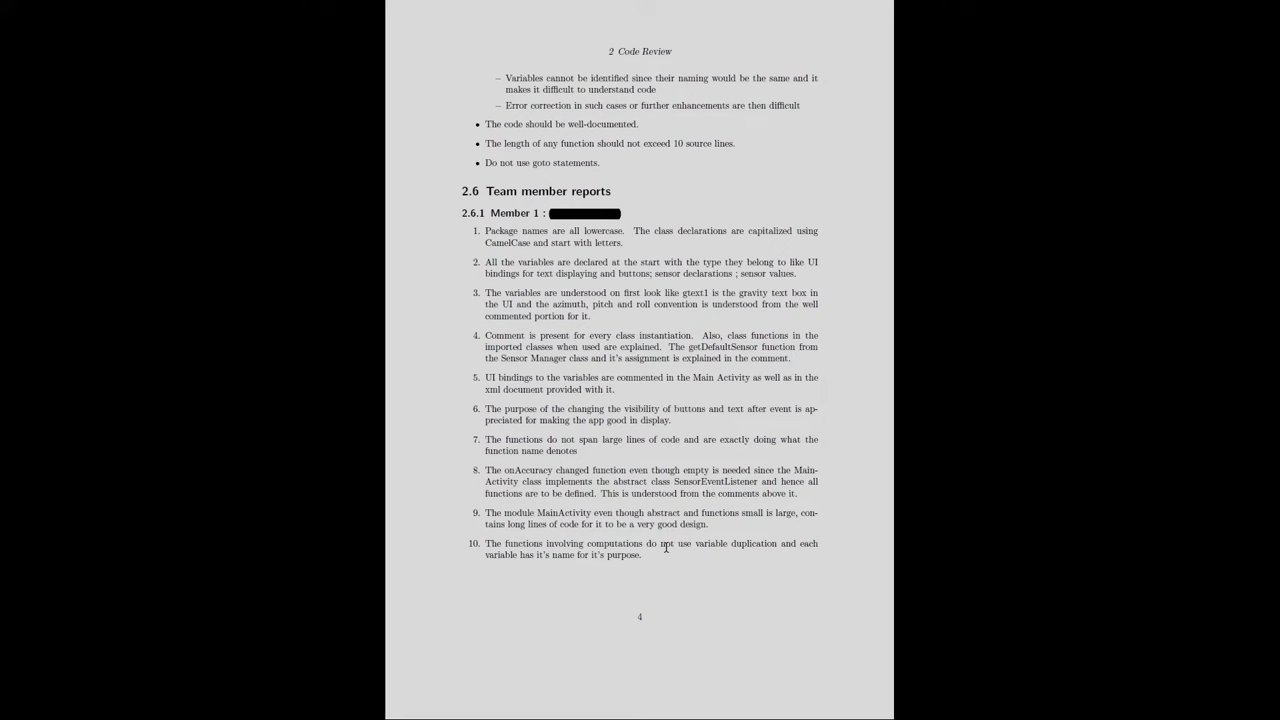 2 Code Review
– Variables cannot be identified since their naming would be the same and it
makes it difficult to understand code
– Error correction in such cases or further enhancements are then difficult
• The code should be well-documented.
• The length of any function should not exceed 10 source lines.
• Do not use goto statements.
2.6 Team member reports
2.6.1 Member 1 :
1. Package names are all lowercase. The class declarations are capitalized using
CamelCase and start with letters.
2. All the variables are declared at the start with the type they belong to like UI
bindings for text displaying and buttons; sensor declarations ; sensor values.
3. The variables are understood on first look like gtext1 is the gravity text box in
the UI and the azimuth, pitch and roll convention is understood from the well
commented portion for it.
4. Comment is present for every class instantiation. Also, class functions in the
imported classes when used are explained. The getDefaultSensor function from
the Sensor Manager class and it's assignment is explained in the comment.
5. UI bindings to the variables are commented in the Main Activity as well as in the
xml document provided with it.
6. The purpose of the changing the visibility of buttons and text after event is ap-
preciated for making the app good in display.
7. The functions do not span large lines of code and are exactly doing what the
function name denotes
8. The onAccuracy changed function even though empty is needed since the Main-
Activity class implements the abstract class SensorEventListener and hence all
functions are to be defined. This is understood from the comments above it.
9. The module MainActivity even though abstract and functions small is large, con-
tains long lines of code for it to be a very good design.
10. The functions involving computations do not use variable duplication and each
variable has it's name for it's purpose.
4